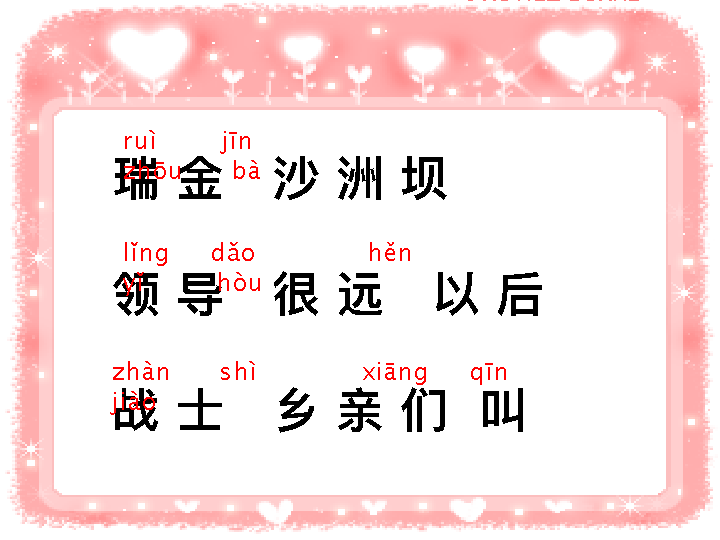 ruì jīn
zhōu bà
瑞 金 沙 洲 坝
lǐng dǎo hěn
yǐ hòu
领 导 很 远 以 后
zhàn shì xiāng qīn
jiào
战 士 乡 亲 们 叫